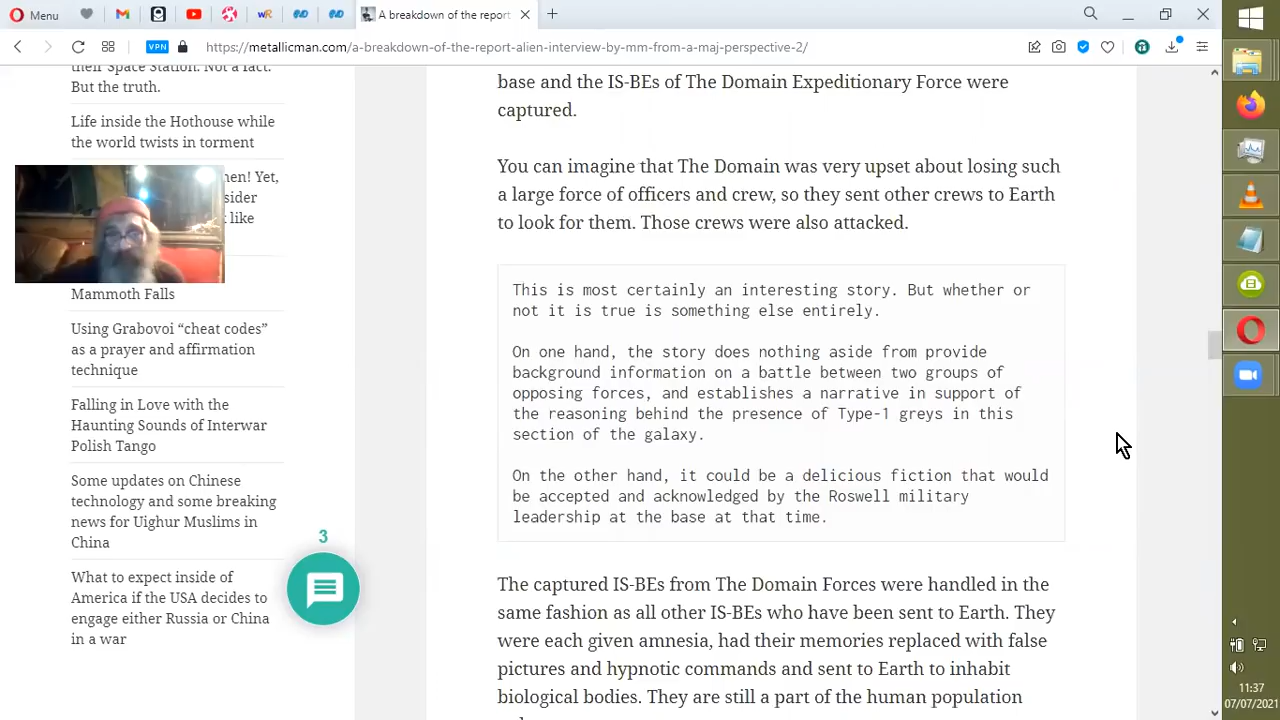 Menu
wR
A breakdown of the report
VPN
https://metallicman.com/a-breakdown-of-the-report-alien-interview-by-mm-from-a-maj-perspective-2/
their Space Station. Not a fact.
But the truth.
Life inside the Hothouse while
the world twists in torment
men! Yet,
sider
like
Mammoth Falls
Using Grabovoi “cheat codes”
as a prayer and affirmation
technique
Falling in Love with the
Haunting Sounds of Interwar
Polish Tango
Some updates on Chinese
technology and some breaking
news for Uighur Muslims in
China
What to expect inside of
America if the USA decides to
engage either Russia or China
in a war
3
base and the IS-BEs of The Domain Expeditionary Force were
captured.
You can imagine that The Domain was very upset about losing such
a large force of officers and crew, so they sent other crews to Earth
to look for them. Those crews were also attacked.
This is most certainly an interesting story. But whether or
not it is true is something else entirely.
On one hand, the story does nothing aside from provide
background information on a battle between two groups of
opposing forces, and establishes a narrative in support of
the reasoning behind the presence of Type-1 greys in this
section of the galaxy.
On the other hand, it could be a delicious fiction that would
be accepted and acknowledged by the Roswell military
leadership at the base at that time.
The captured IS-BEs from The Domain Forces were handled in the
same fashion as all other IS-BEs who have been sent to Earth. They
were each given amnesia, had their memories replaced with false
pictures and hypnotic commands and sent to Earth to inhabit
biological bodies. They are still a part of the human population
11:37
07/07/2021